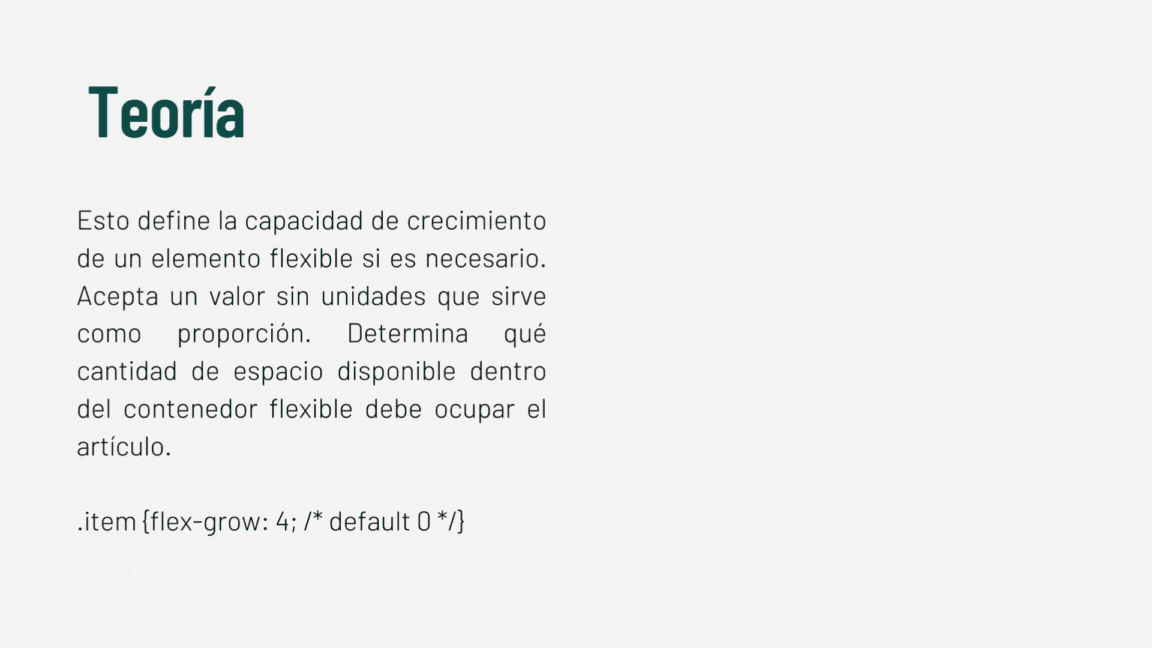 Teoría
Esto define la capacidad de crecimiento
de un elemento flexible si es necesario.
Acepta un valor sin unidades que sirve
como proporción. Determina qué
cantidad de espacio disponible dentro
del contenedor flexible debe ocupar el
artículo.
.item {flex-grow: 4; /* default 0 */}